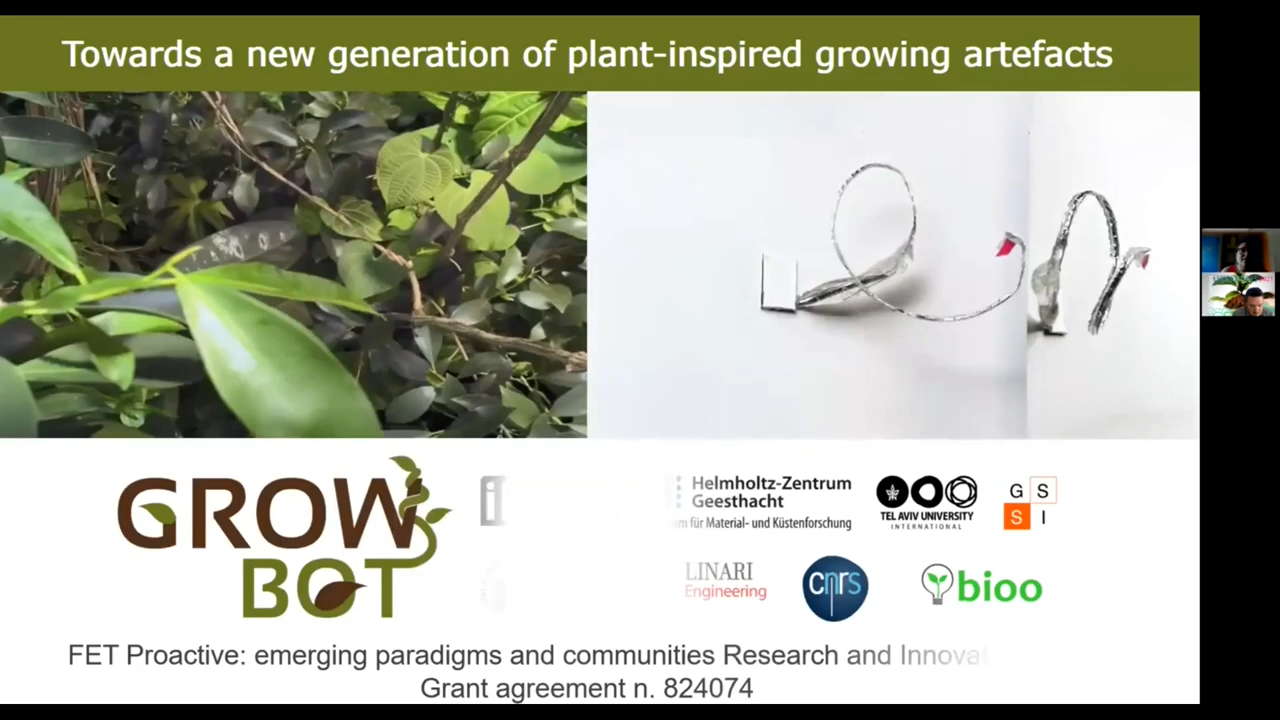 Towards a new generation of plant-inspired growing artefacts
GROW
BOT
Helmholtz-Zentrum
Geesthacht
für Material- und Küstenforschung
TEL AVIV UNIVERSITY
INTERNATIONAL
G S
S I
LINARI
Engineering
cnrs
bioo
FET Proactive: emerging paradigms and communities Research and Innova
Grant agreement n. 824074